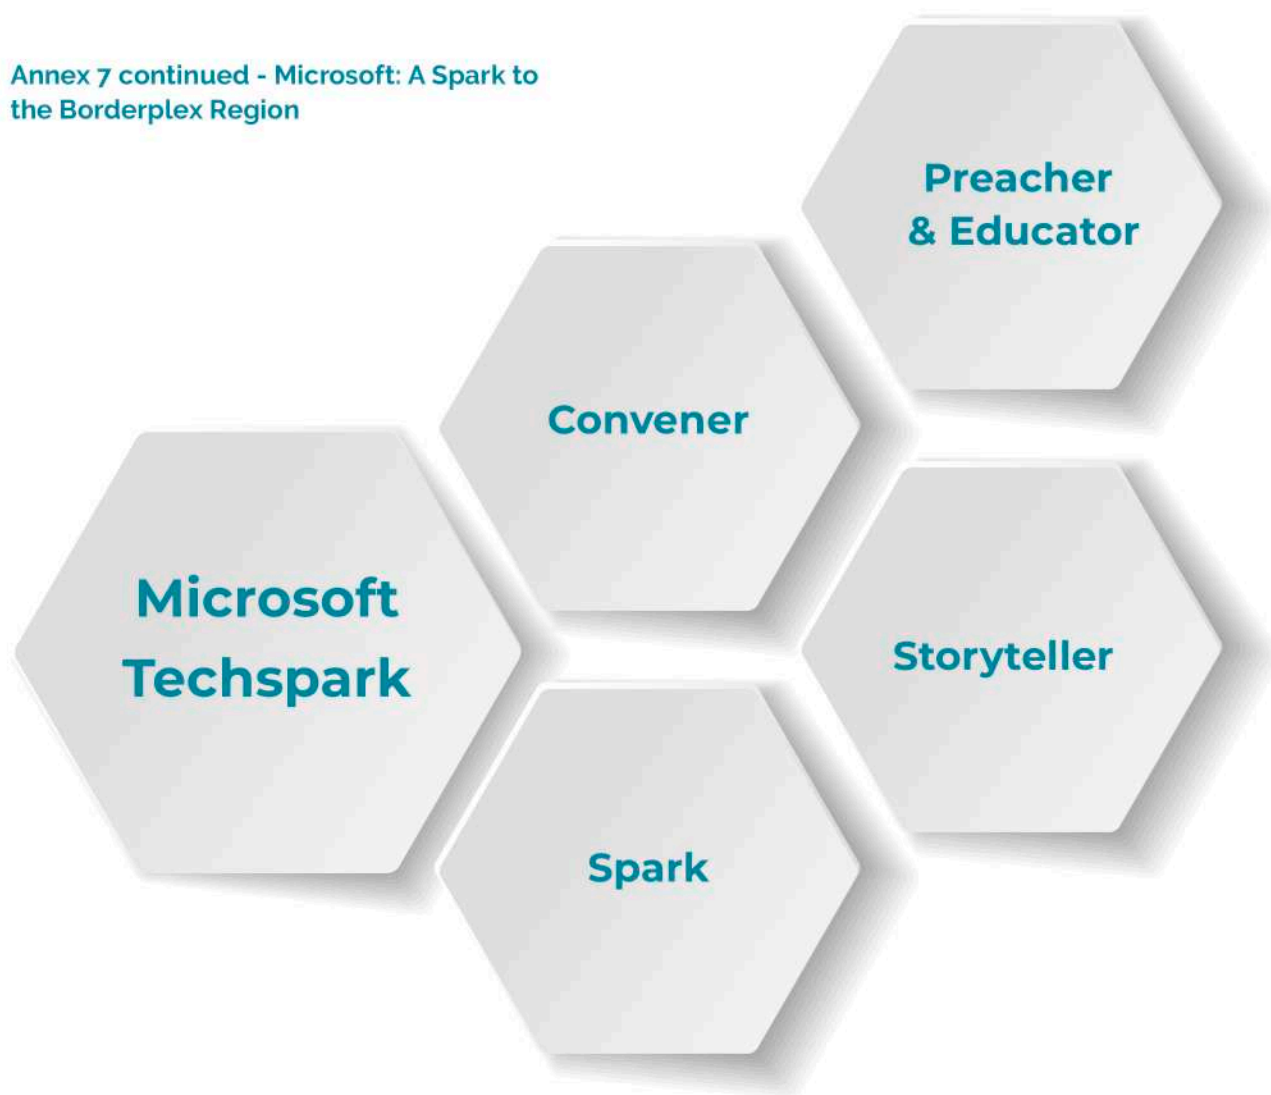 Annex 7 continued - Microsoft: A Spark to
the Borderplex Region
Preacher
& Educator
Convener
Microsoft
Techspark
Storyteller
Spark